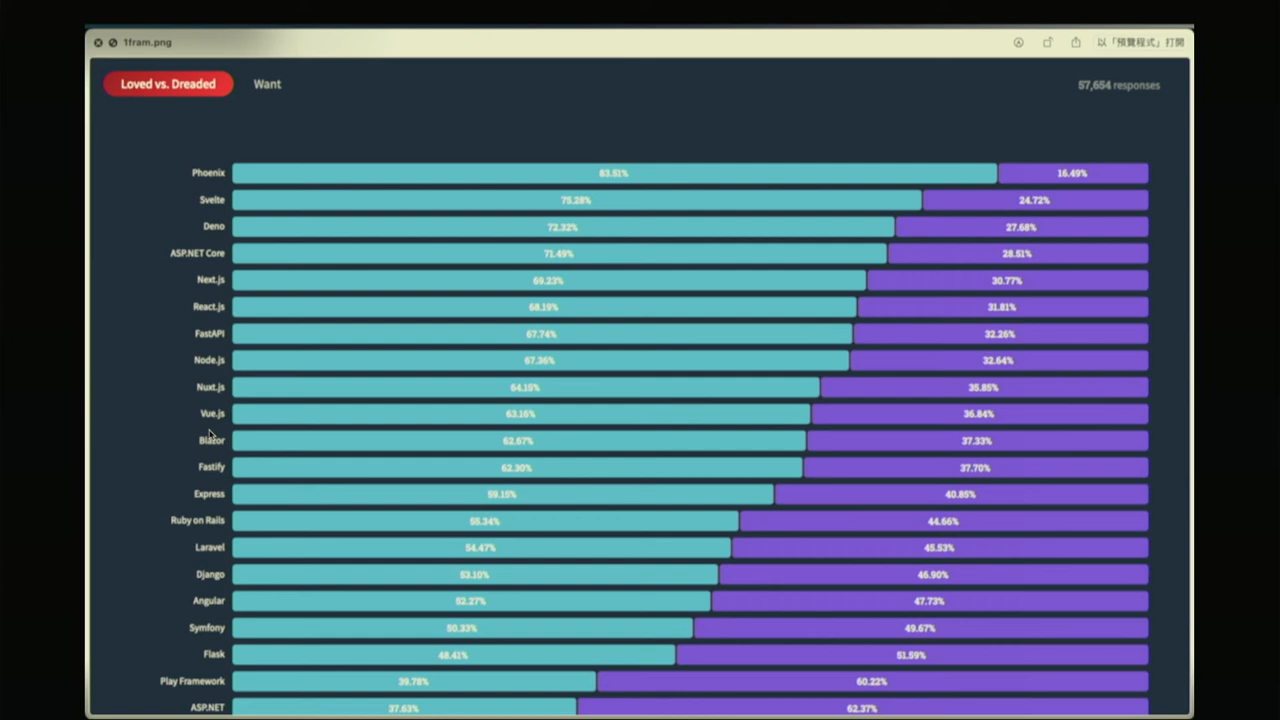 1fram.png
以「預覽程式」打開
Loved vs. Dreaded Want 57,654 responses
Phoenix 83.51% 16.49%
Svelte 75.28% 24.72%
Deno 72.32% 27.68%
ASP.NET Core 71.49% 28.51%
Next.js 69.23% 30.77%
React.js 68.19% 31.81%
FastAPI 67.74% 32.26%
Node.js 67.36% 32.64%
Nuxt.js 64.15% 35.85%
Vue.js 63.16% 36.84%
Blazor 62.67% 37.33%
Fastify 62.30% 37.70%
Express 59.15% 40.85%
Ruby on Rails 55.34% 44.66%
Laravel 54.47% 45.53%
Django 53.10% 46.90%
Angular 52.27% 47.73%
Symfony 50.33% 49.67%
Flask 48.41% 51.59%
Play Framework 39.78% 60.22%
ASP.NET 37.63% 62.37%